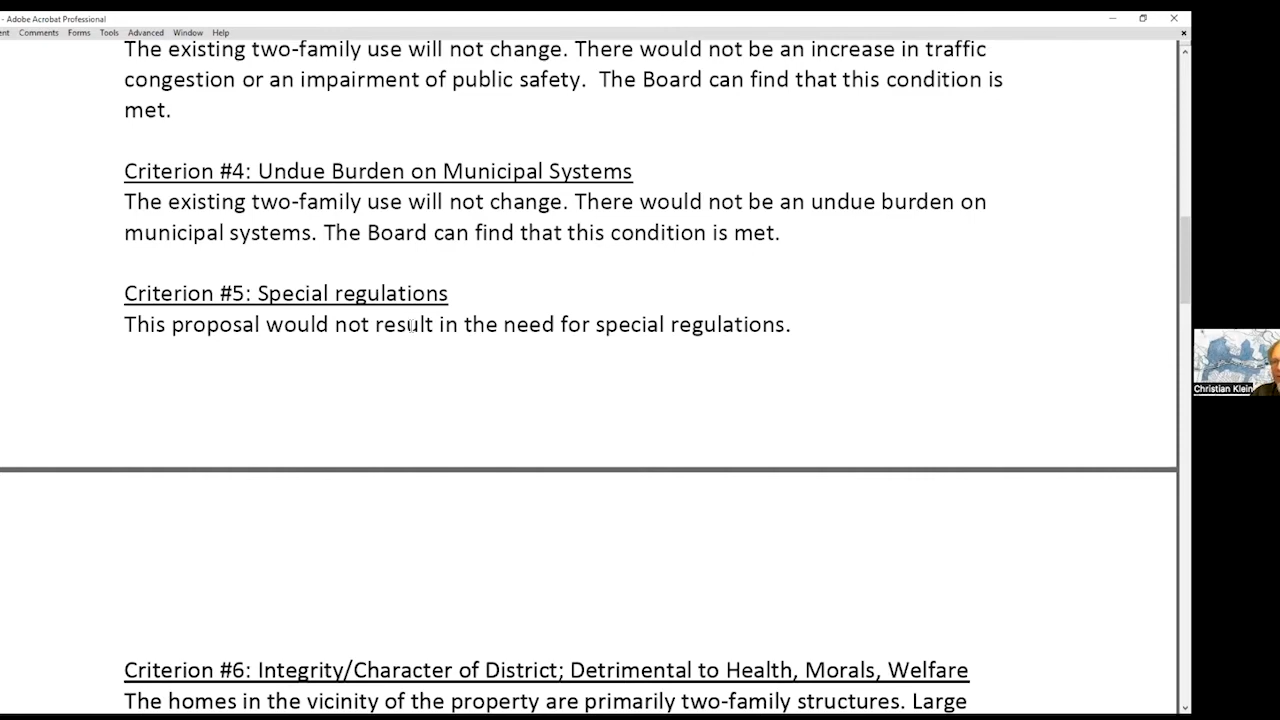 - Adobe Acrobat Professional
ent Comments Forms Tools Advanced Window Help
The existing two-family use will not change. There would not be an increase in traffic
congestion or an impairment of public safety. The Board can find that this condition is
met.
Criterion #4: Undue Burden on Municipal Systems
The existing two-family use will not change. There would not be an undue burden on
municipal systems. The Board can find that this condition is met.
Criterion #5: Special regulations
This proposal would not result in the need for special regulations.
Christian Klein
Criterion #6: Integrity/Character of District; Detrimental to Health, Morals, Welfare
The homes in the vicinity of the property are primarily two-family structures. Large